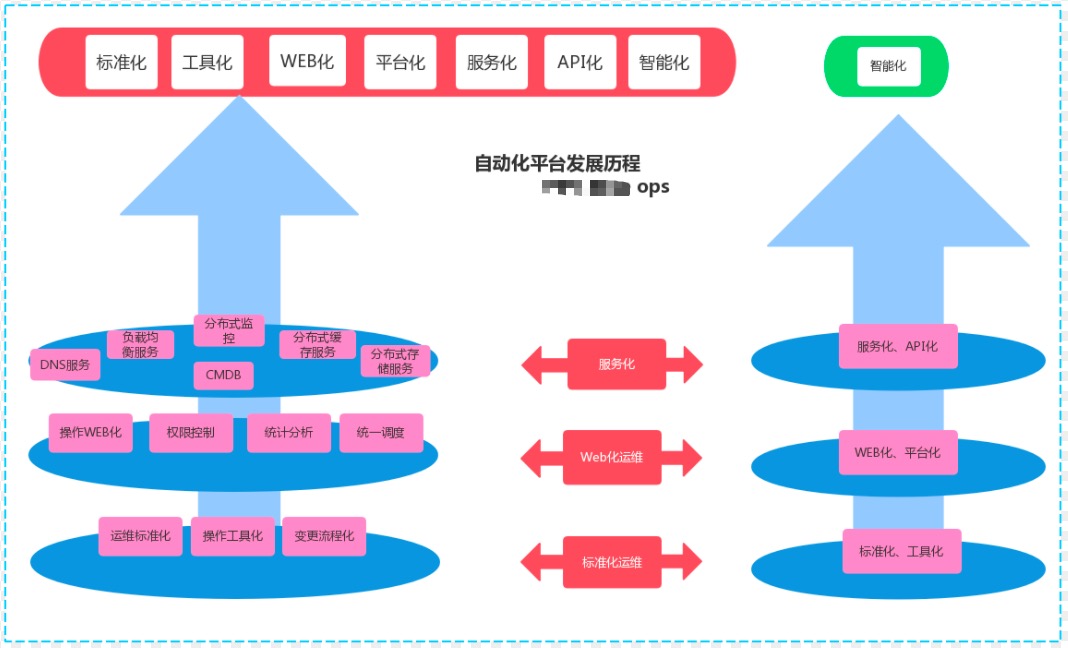 标准化
工具化
WEB化
平台化
服务化
API化
智能化
智能化
自动化平台发展历程
ops
分布式监
控
负载均
衡服务
分布式缓
存服务
DNS服务
分布式存
储服务
CMDB
服务化
服务化、API化
操作WEB化
权限控制
统计分析
统一调度
Web化运维
WEB化、平台化
运维标准化
操作工具化
变更流程化
标准化运维
标准化、工具化